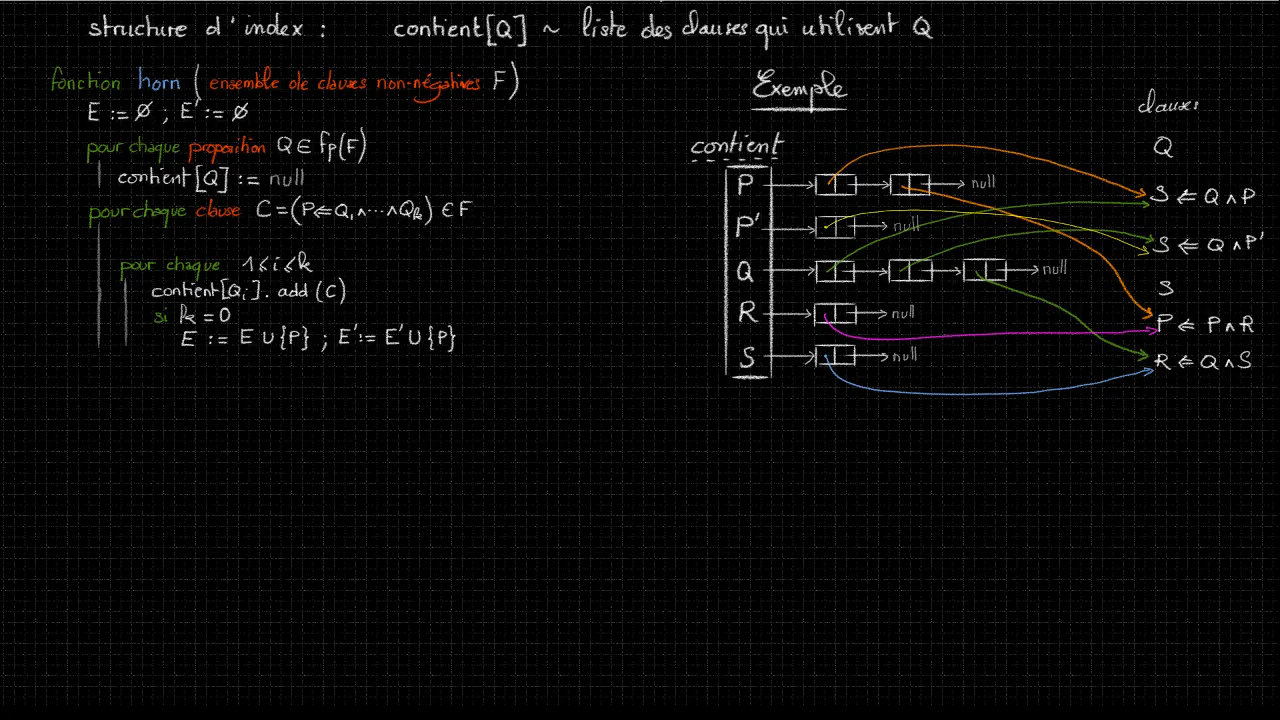 structure d'index : contient[Q] ~ liste des clauses qui utilisent Q
fonction horn (ensemble de clauses non-négatives F)
E := ∅ ; E' := ∅
pour chaque proposition Q ∈ fp(F)
contient[Q] := null
pour chaque clause C = (P ⇐ Q₁ ∧ ⋯ ∧ Qₖ) ∈ F
pour chaque 1 ⩽ i ⩽ k
contient[Qᵢ]. add (C)
si k = 0
E := E ∪ {P} ; E' := E' ∪ {P}
Exemple
contient
P null
P' null
Q null
R null
S null
clauses
Q
S ⇐ Q ∧ P
S ⇐ Q ∧ P'
S
P ⇐ P ∧ R
R ⇐ Q ∧ S